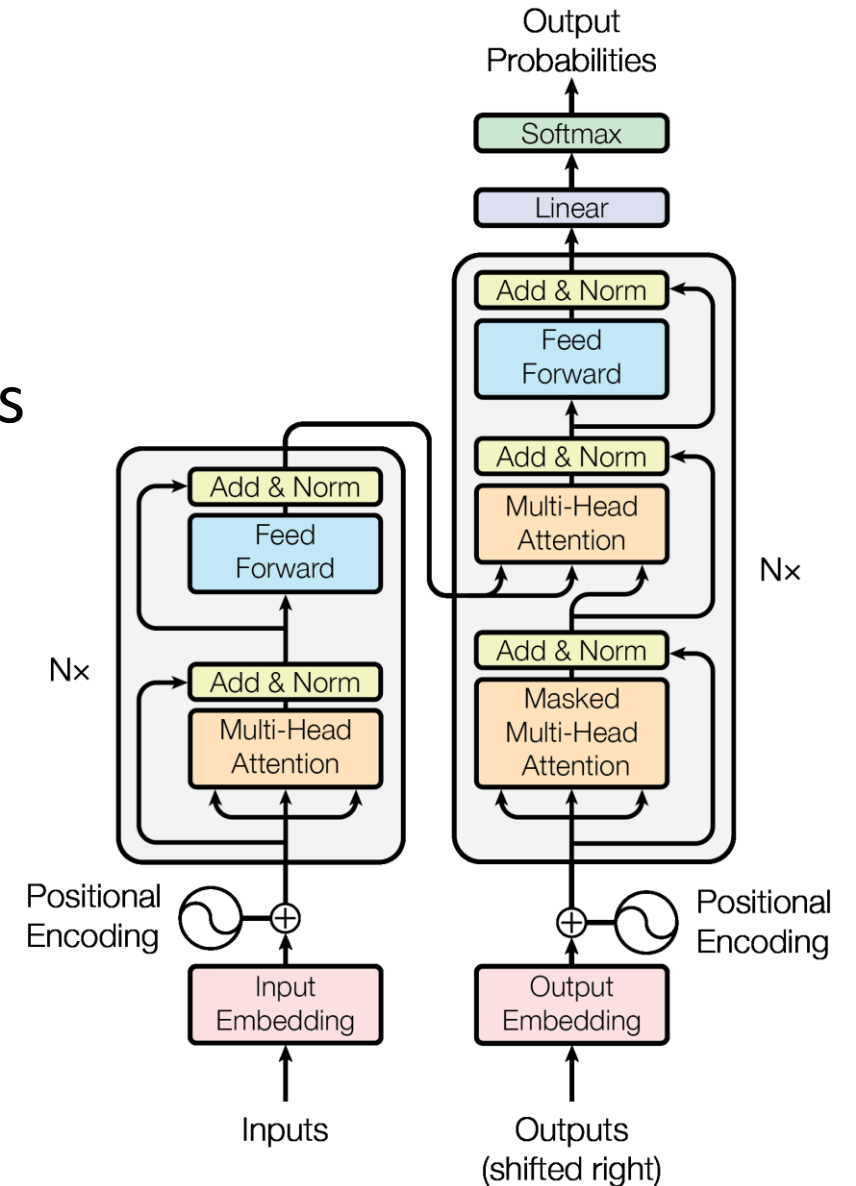 Output
Probabilities
Softmax
Linear
Add & Norm
Feed
Forward
Add & Norm
Multi-Head
Attention
Add & Norm
Masked
Multi-Head
Attention
N×
s
Add & Norm
Feed
Forward
N×
Add & Norm
Multi-Head
Attention
Positional
Encoding
Positional
Encoding
Input
Embedding
Output
Embedding
Inputs
Outputs
(shifted right)